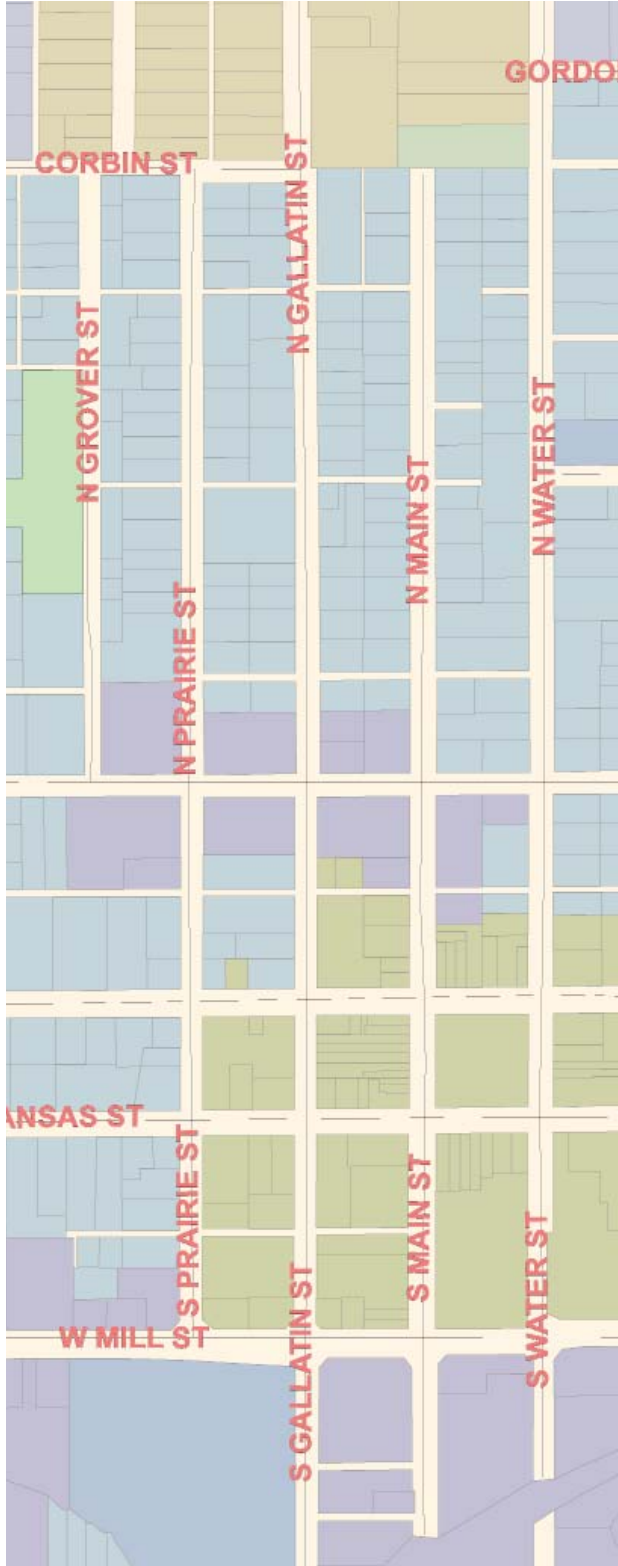 GORDO
CORBIN ST
N GALLATIN ST
N GROVER ST
N WATER ST
N MAIN ST
N PRAIRIE ST
ANSAS ST
S PRAIRIE ST
S MAIN ST
S WATER ST
W MILL ST
S GALLATIN ST